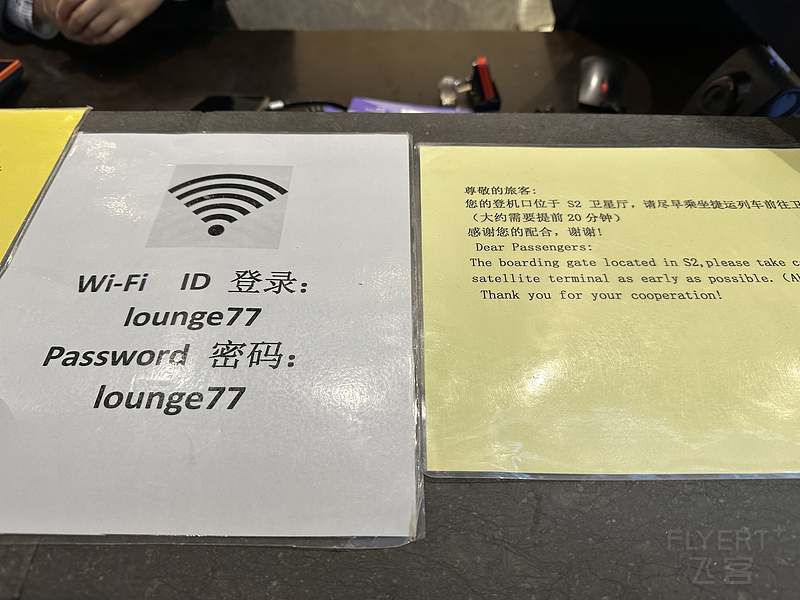 Wi-Fi ID 登录：
lounge77
Password 密码：
lounge77
尊敬的旅客：
您的登机口位于 S2 卫星厅，请尽早乘坐捷运列车前往卫
（大约需要提前 20 分钟）
感谢您的配合，谢谢！
Dear Passengers:
The boarding gate located in S2,please take
satellite terminal as early as possible.
Thank you for your cooperation!
FLYERT
飞客